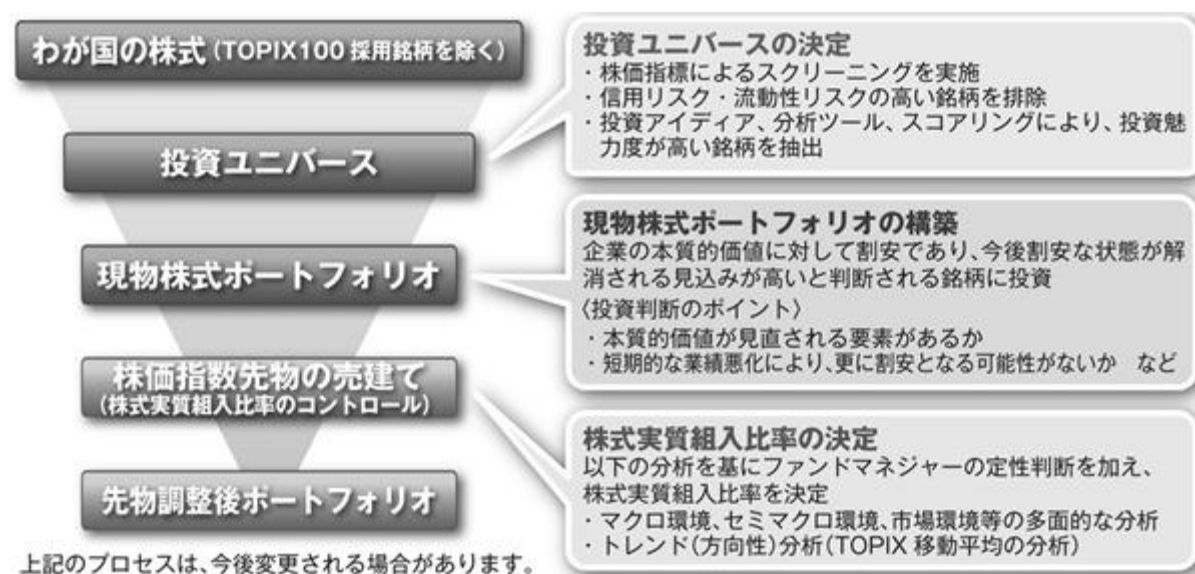 わが国の株式(TOPIX100 採用銘柄を除く)
投資ユニバース
現物株式ポートフォリオ
株価指数先物の売建て
(株式実質組入比率のコントロール)
先物調整後ポートフォリオ
上記のプロセスは、今後変更される場合があります。
投資ユニバースの決定
・株価指標によるスクリーニングを実施
・信用リスク・流動性リスクの高い銘柄を排除
・投資アイディア、分析ツール、スコアリングにより、投資魅
力度が高い銘柄を抽出
現物株式ポートフォリオの構築
企業の本質的価値に対して割安であり、今後割安な状態が解
消される見込みが高いと判断される銘柄に投資
〈投資判断のポイント〉
・本質的価値が見直される要素があるか
・短期的な業績悪化により、更に割安となる可能性がないか など
株式実質組入比率の決定
以下の分析を基にファンドマネジャーの定性判断を加え、
株式実質組入比率を決定
・マクロ環境、セミマクロ環境、市場環境等の多面的な分析
・トレンド(方向性)分析(TOPIX 移動平均の分析)